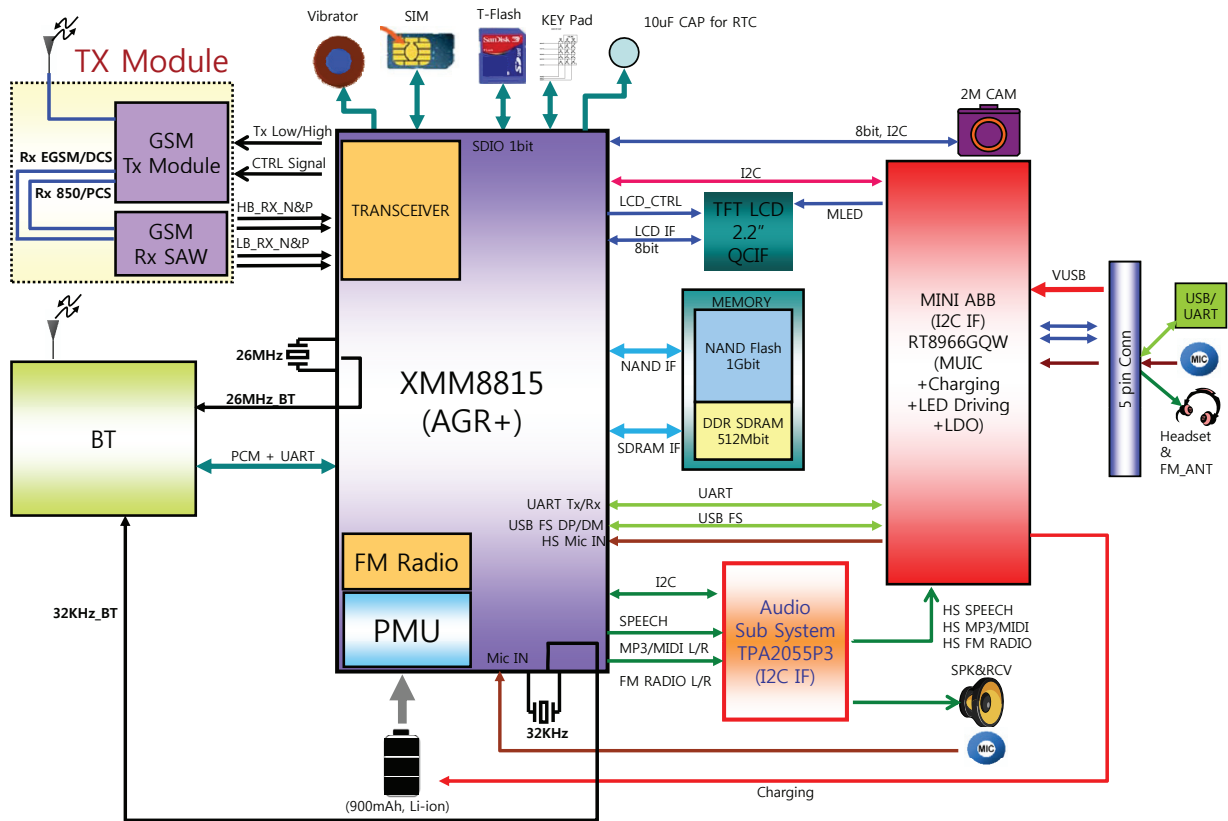 Vibrator
SIM
T-Flash
KEY Pad
10uF CAP for RTC
SanDisk
TX Module
2M CAM
GSM
Tx Module
Tx Low/High
CTRL Signal
Rx EGSM/DCS
Rx 850/PCS
HB_RX_N&P
LB_RX_N&P
GSM
Rx SAW
SDIO 1bit
TRANSCEIVER
8bit, I2C
I2C
LCD_CTRL
LCD IF
8bit
TFT LCD
2.2”
QCIF
MLED
MEMORY
NAND Flash
1Gbit
DDR SDRAM
512Mbit
NAND IF
SDRAM IF
MINI ABB
(I2C IF)
RT8966GQW
(MUIC
+Charging
+LED Driving
+LDO)
VUSB
5 pin Conn
USB/
UART
MIC
Headset
&
FM_ANT
26MHz
26MHz_BT
XMM8815
(AGR+)
BT
PCM + UART
UART Tx/Rx
UART
USB FS DP/DM
USB FS
HS Mic IN
FM Radio
PMU
32KHz_BT
I2C
SPEECH
MP3/MIDI L/R
FM RADIO L/R
Audio
Sub System
TPA2055P3
(I2C IF)
HS SPEECH
HS MP3/MIDI
HS FM RADIO
SPK&RCV
Mic IN
32KHz
MIC
Charging
(900mAh, Li-ion)